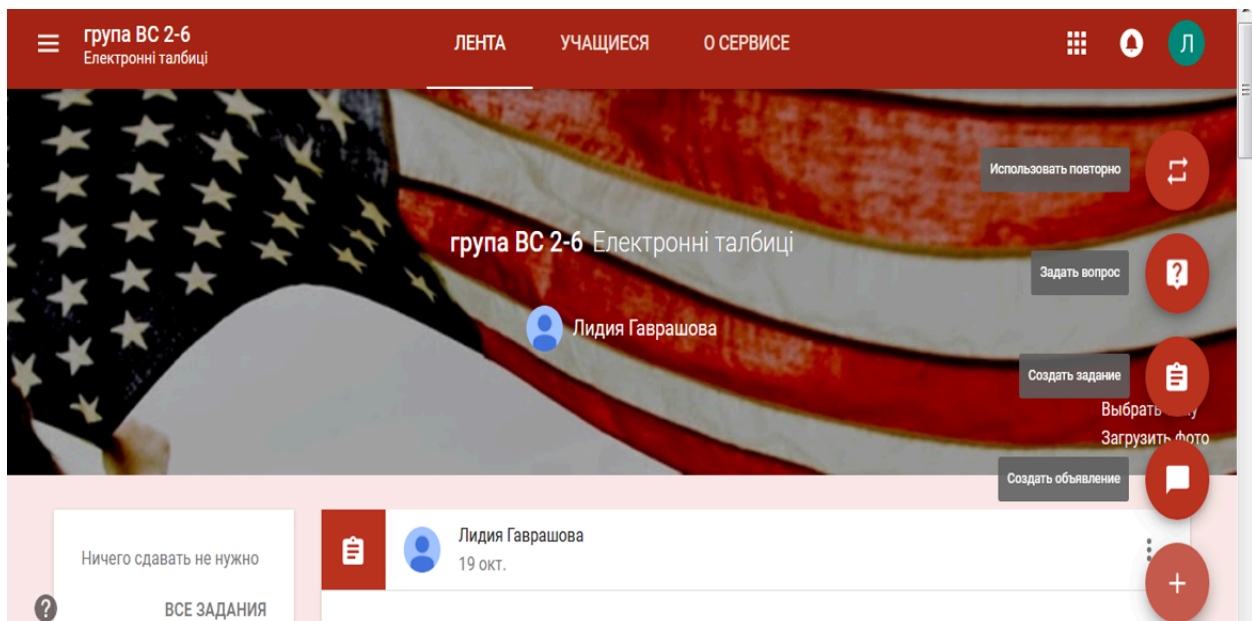 група ВС 2-6
Електронні талбиці
ЛЕНТА
УЧАЩИЕСЯ
О СЕРВИСЕ
Л
Использовать повторно
група ВС 2-6 Електронні талбиці
Задать вопрос
Лидия Гаврашова
Создать задание
Выбрать
Загрузить фото
Создать объявление
Лидия Гаврашова
19 окт.
Ничего сдавать не нужно
ВСЕ ЗАДАНИЯ